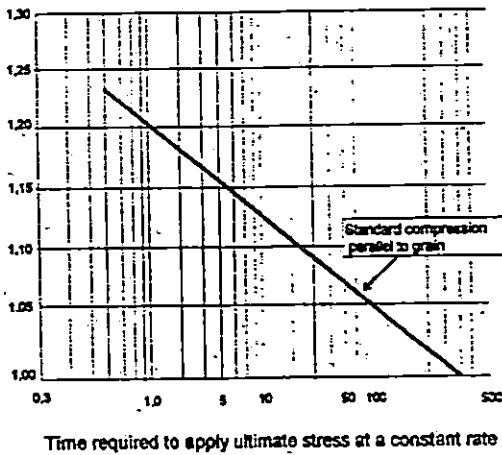 1,30
1,25
1,20
1,15
1,10
1,05
1,00
Standard compression
parallel to grain
0,3 1,0 5 10 50 100 500
Time required to apply ultimate stress at a constant rate